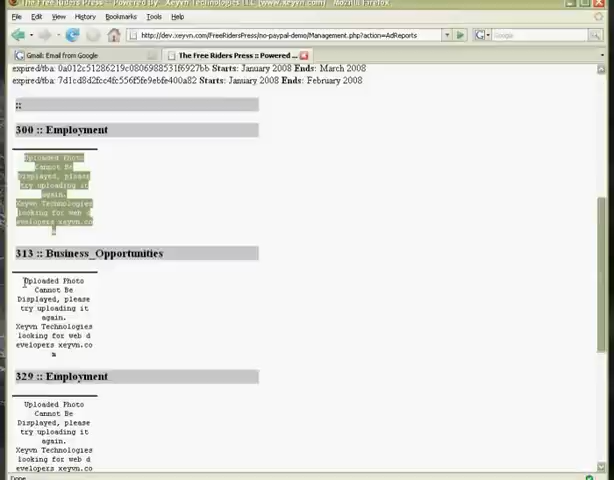 The Free Riders Press :: Powered By - Xeyvn Technologies LLC (www.xeyvn.com) - Mozilla Firefox
File Edit View History Bookmarks Tools Help
http://dev.xeyvn.com/FreeRidersPress/no-paypal-demo/Management.php?action=AdReports
Google
Gmail: Email from Google
The Free Riders Press :: Powered ...
expired/tba: 0a012c51286219c0806988531f6927bb Starts: January 2008 Ends: March 2008
expired/tba: 7d1cd8d2fcc4fc556f5fe9ebfe400a82 Starts: January 2008 Ends: February 2008
::
300 :: Employment
Uploaded Photo
Cannot Be
Displayed, please
try uploading it
again.
Xeyvn Technologies
looking for web d
evelopers xeyvn.co
m
313 :: Business_Opportunities
Uploaded Photo
Cannot Be
Displayed, please
try uploading it
again.
Xeyvn Technologies
looking for web d
evelopers xeyvn.co
m
329 :: Employment
Uploaded Photo
Cannot Be
Displayed, please
try uploading it
again.
Xeyvn Technologies
looking for web d
evelopers xeyvn.co
Done